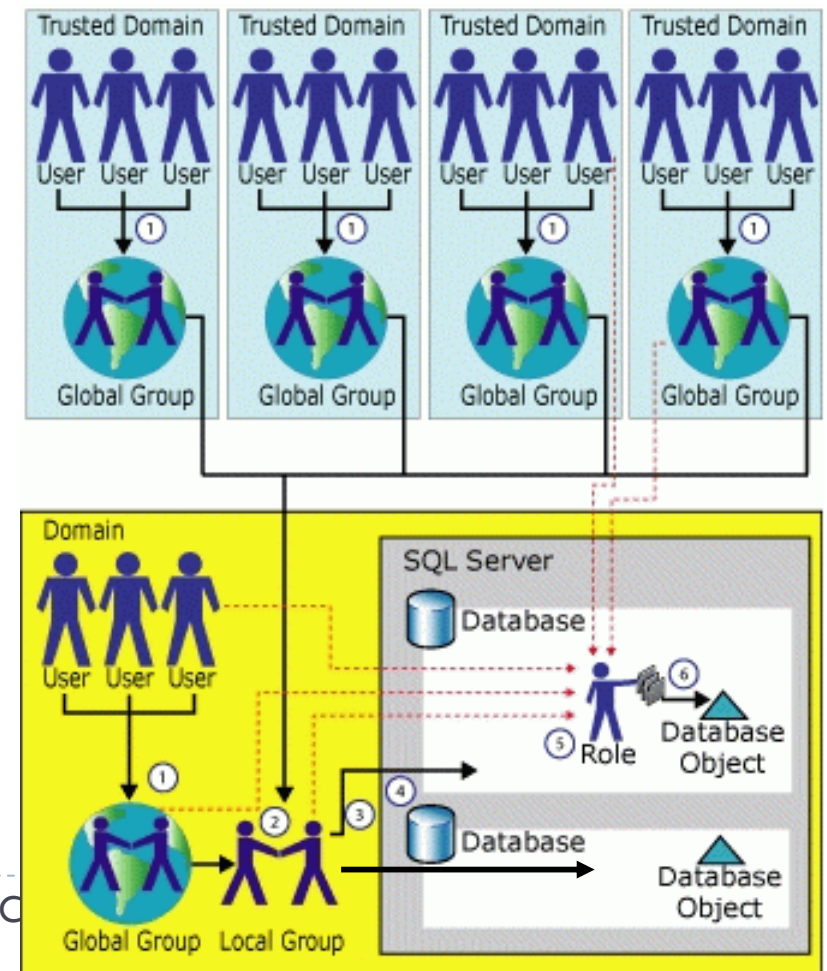 Trusted Domain
User User User
1
Global Group
Trusted Domain
User User User
1
Global Group
Trusted Domain
User User User
1
Global Group
Trusted Domain
User User User
1
Global Group
Domain
User User User
1
Global Group
2
Local Group
3
4
SQL Server
Database
5
Role
6
Database
Object
Database
Database
Object
C